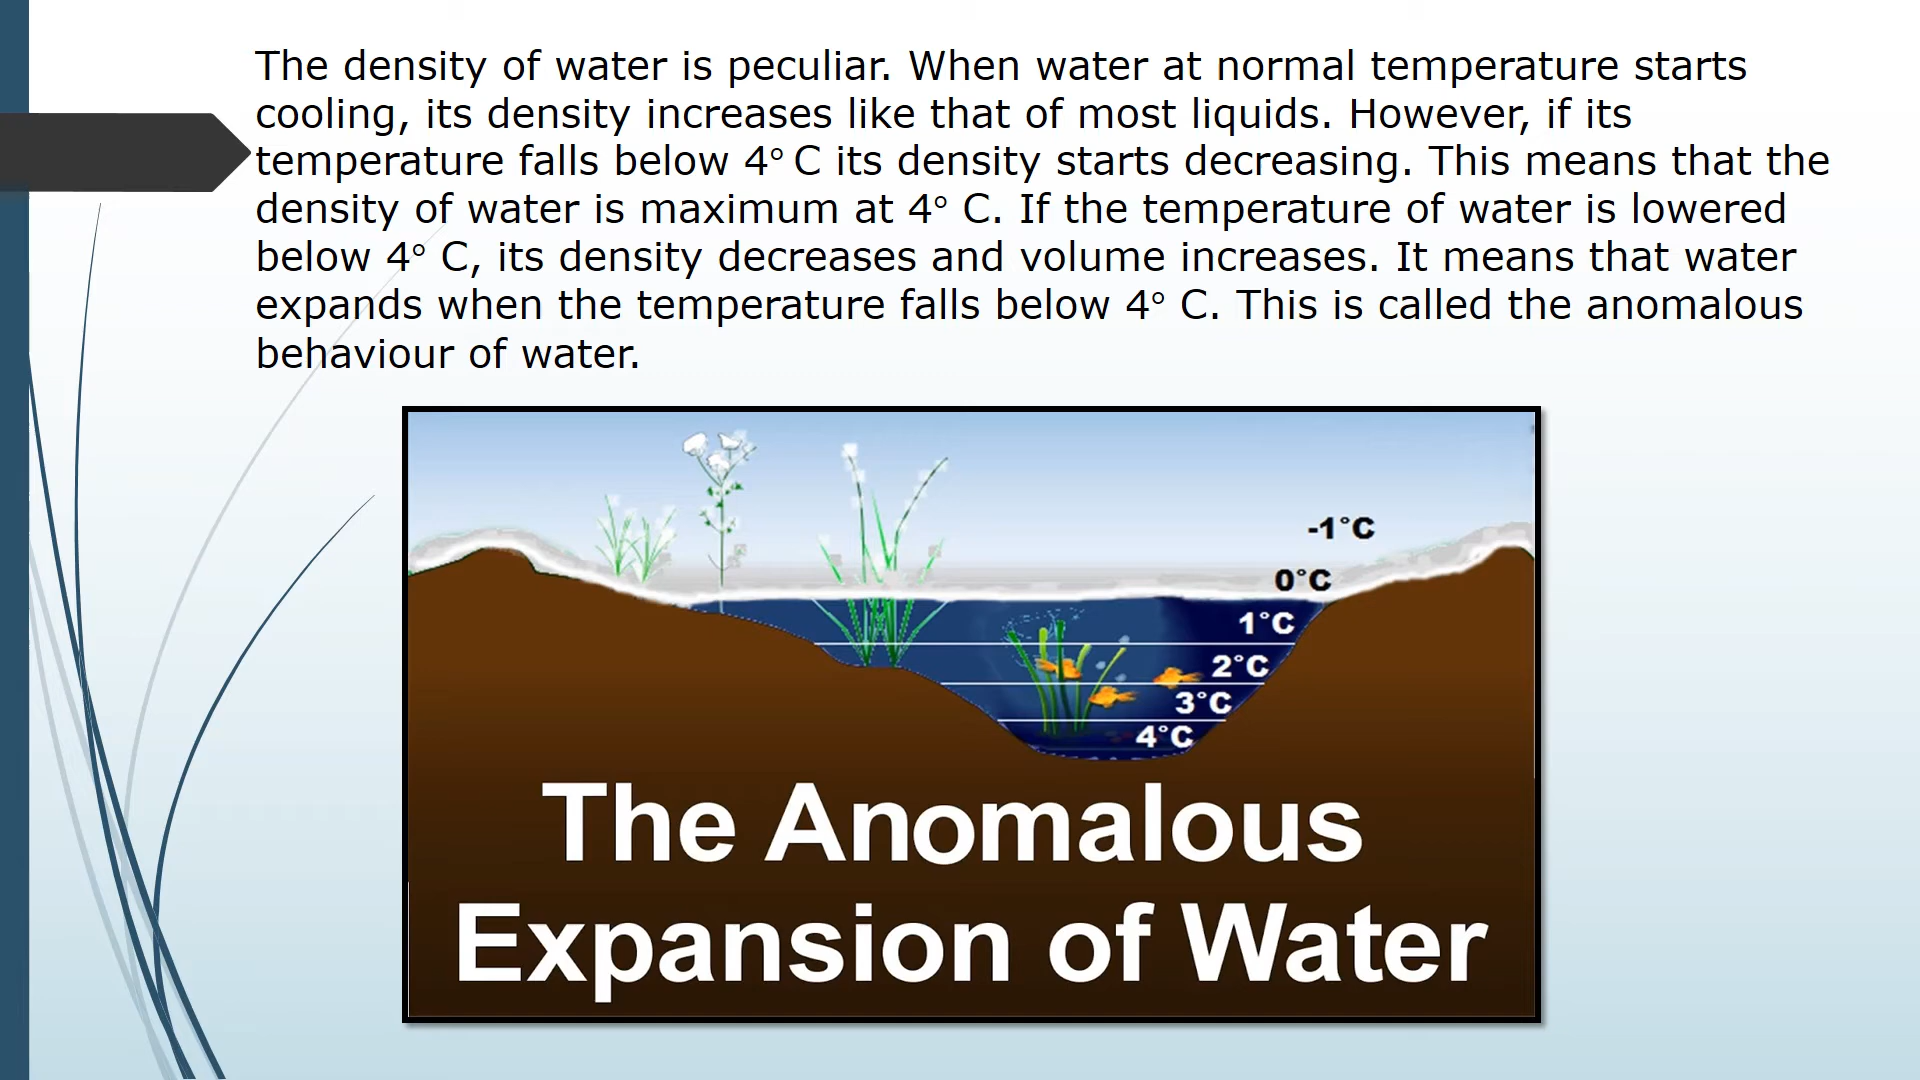 The density of water is peculiar. When water at normal temperature starts
cooling, its density increases like that of most liquids. However, if its
temperature falls below 4° C its density starts decreasing. This means that the
density of water is maximum at 4° C. If the temperature of water is lowered
below 4° C, its density decreases and volume increases. It means that water
expands when the temperature falls below 4° C. This is called the anomalous
behaviour of water.
-1°C
0°C
1°C
2°C
3°C
4°C
The Anomalous
Expansion of Water